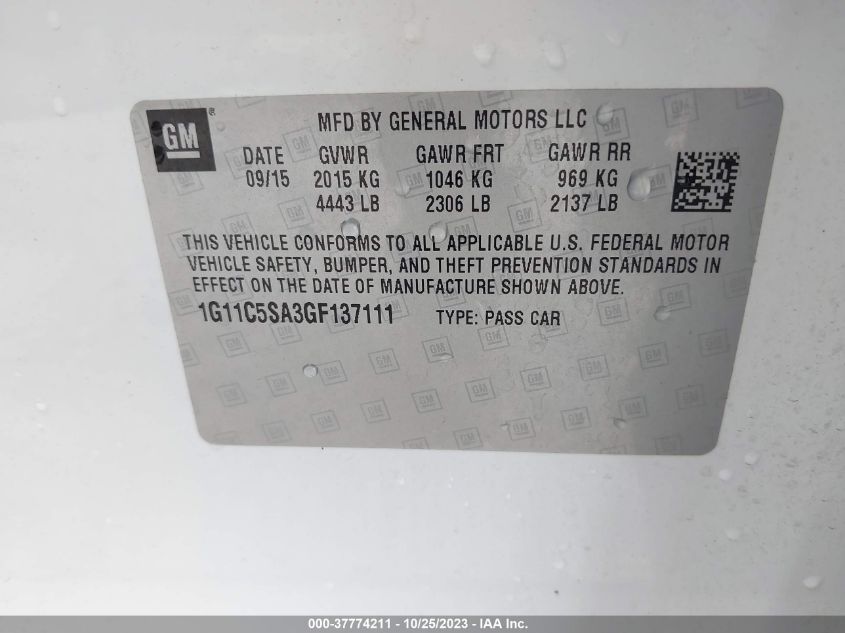 GM ®
MFD BY GENERAL MOTORS LLC
DATE GVWR GAWR FRT GAWR RR
09/15 2015 KG 1046 KG 969 KG
4443 LB 2306 LB 2137 LB
THIS VEHICLE CONFORMS TO ALL APPLICABLE U.S. FEDERAL MOTOR
VEHICLE SAFETY, BUMPER, AND THEFT PREVENTION STANDARDS IN
EFFECT ON THE DATE OF MANUFACTURE SHOWN ABOVE.
1G11C5SA3GF137111 TYPE: PASS CAR
000-37774211 - 10/25/2023 - IAA Inc.